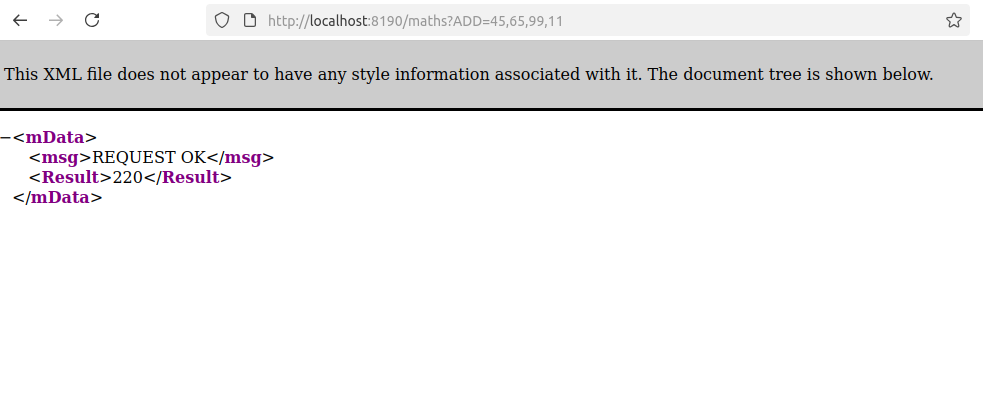 http://localhost:8190/maths?ADD=45,65,99,11
This XML file does not appear to have any style information associated with it. The document tree is shown below.
−<mData>
<msg>REQUEST OK</msg>
<Result>220</Result>
</mData>